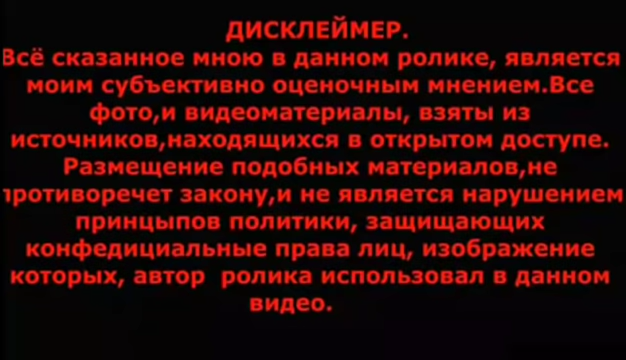 ДИСКЛЕЙМЕР.
Всё сказанное мною в данном ролике, является
моим субъективно оценочным мнением.Все
фото,и видеоматериалы, взяты из
источников,находящихся в открытом доступе.
Размещение подобных материалов,не
противоречет закону,и не является нарушением
принцыпов политики, защищающих
конфедициальные права лиц, изображение
которых, автор ролика использовал в данном
видео.